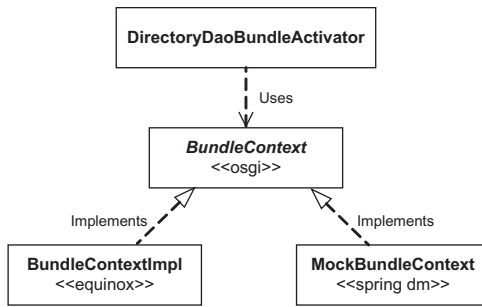 DirectoryDaoBundleActivator
Uses
BundleContext
<<osgi>>
Implements
Implements
BundleContextImpl
<<equinox>>
MockBundleContext
<<spring dm>>